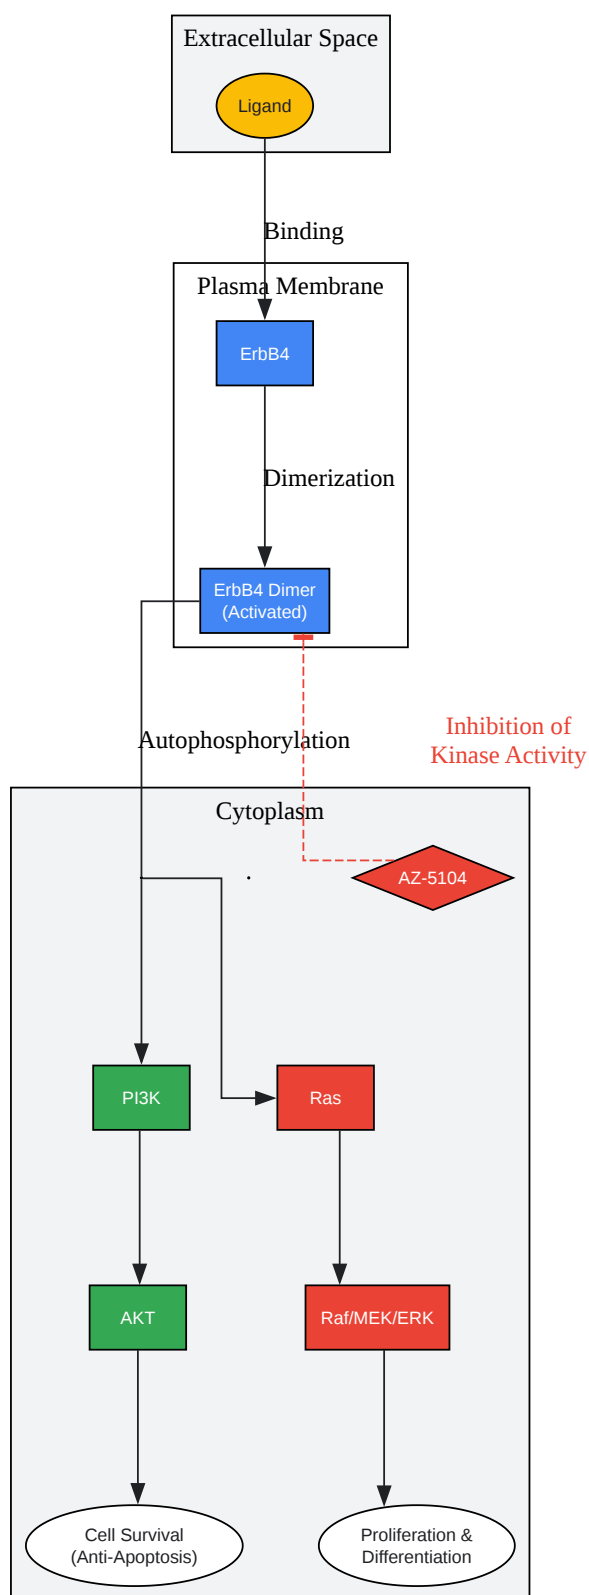 Extracellular Space
Ligand
Binding
Plasma Membrane
ErbB4
Dimerization
ErbB4 Dimer
(Activated)
Autophosphorylation
Inhibition of
Kinase Activity
Cytoplasm
AZ-5104
PI3K
Ras
AKT
Raf/MEK/ERK
Cell Survival
(Anti-Apoptosis)
Proliferation &
Differentiation